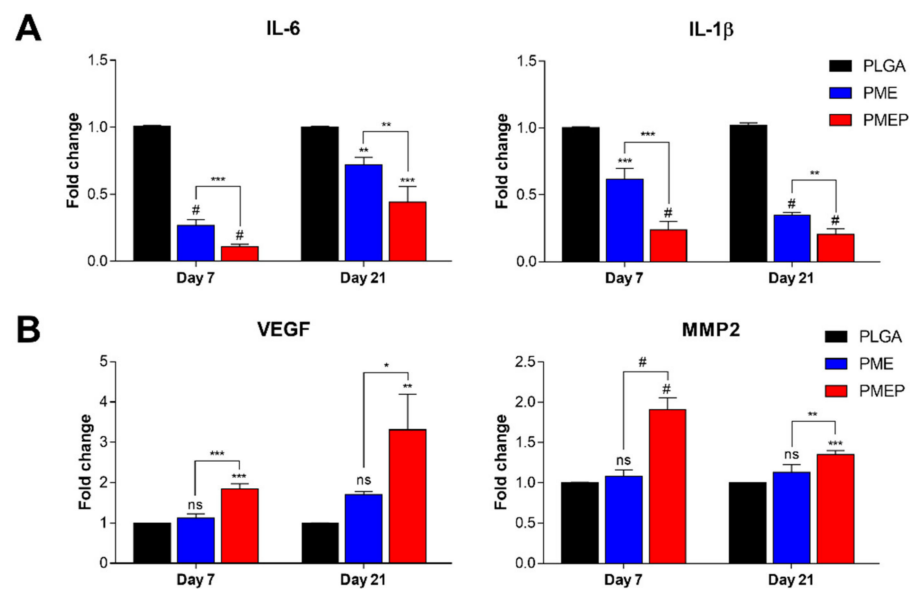 A
IL-6
IL-1β
Fold change
1.5
1.0
0.5
0.0
#
***
#
**
**
***
Day 7
Day 21
Fold change
1.5
1.0
0.5
0.0
***
***
#
#
**
#
Day 7
Day 21
PLGA
PME
PMEP
B
VEGF
MMP2
Fold change
5
4
3
2
1
0
ns
***
***
ns
*
**
Day 7
Day 21
Fold change
2.5
2.0
1.5
1.0
0.5
0.0
ns
#
#
ns
**
***
Day 7
Day 21
PLGA
PME
PMEP